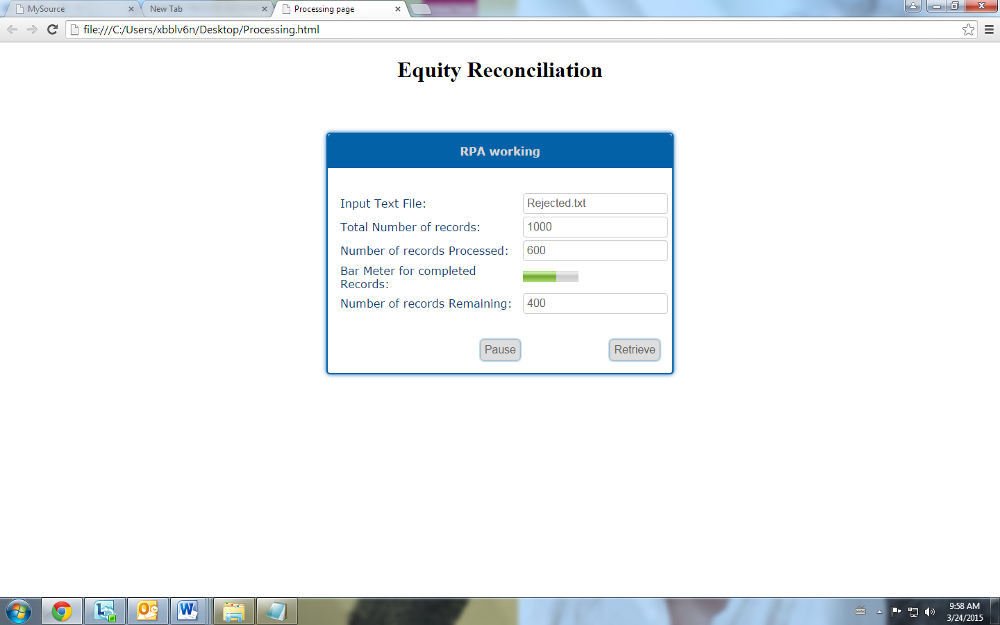 MySource
New Tab
Processing page
file:///C:/Users/xbblv6n/Desktop/Processing.html
Equity Reconciliation
RPA working
Input Text File:
Rejected.txt
Total Number of records:
1000
Number of records Processed:
600
Bar Meter for completed
Records:
Number of records Remaining:
400
Pause
Retrieve
9:58 AM
3/24/2015